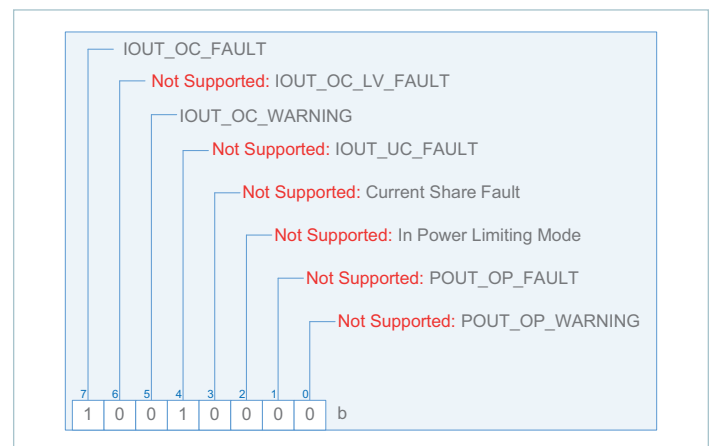 IOUT_OC_FAULT
Not Supported: IOUT_OC_LV_FAULT
IOUT_OC_WARNING
Not Supported: IOUT_UC_FAULT
Not Supported: Current Share Fault
Not Supported: In Power Limiting Mode
Not Supported: POUT_OP_FAULT
Not Supported: POUT_OP_WARNING
7 6 5 4 3 2 1 0
1 0 0 1 0 0 0 0 b